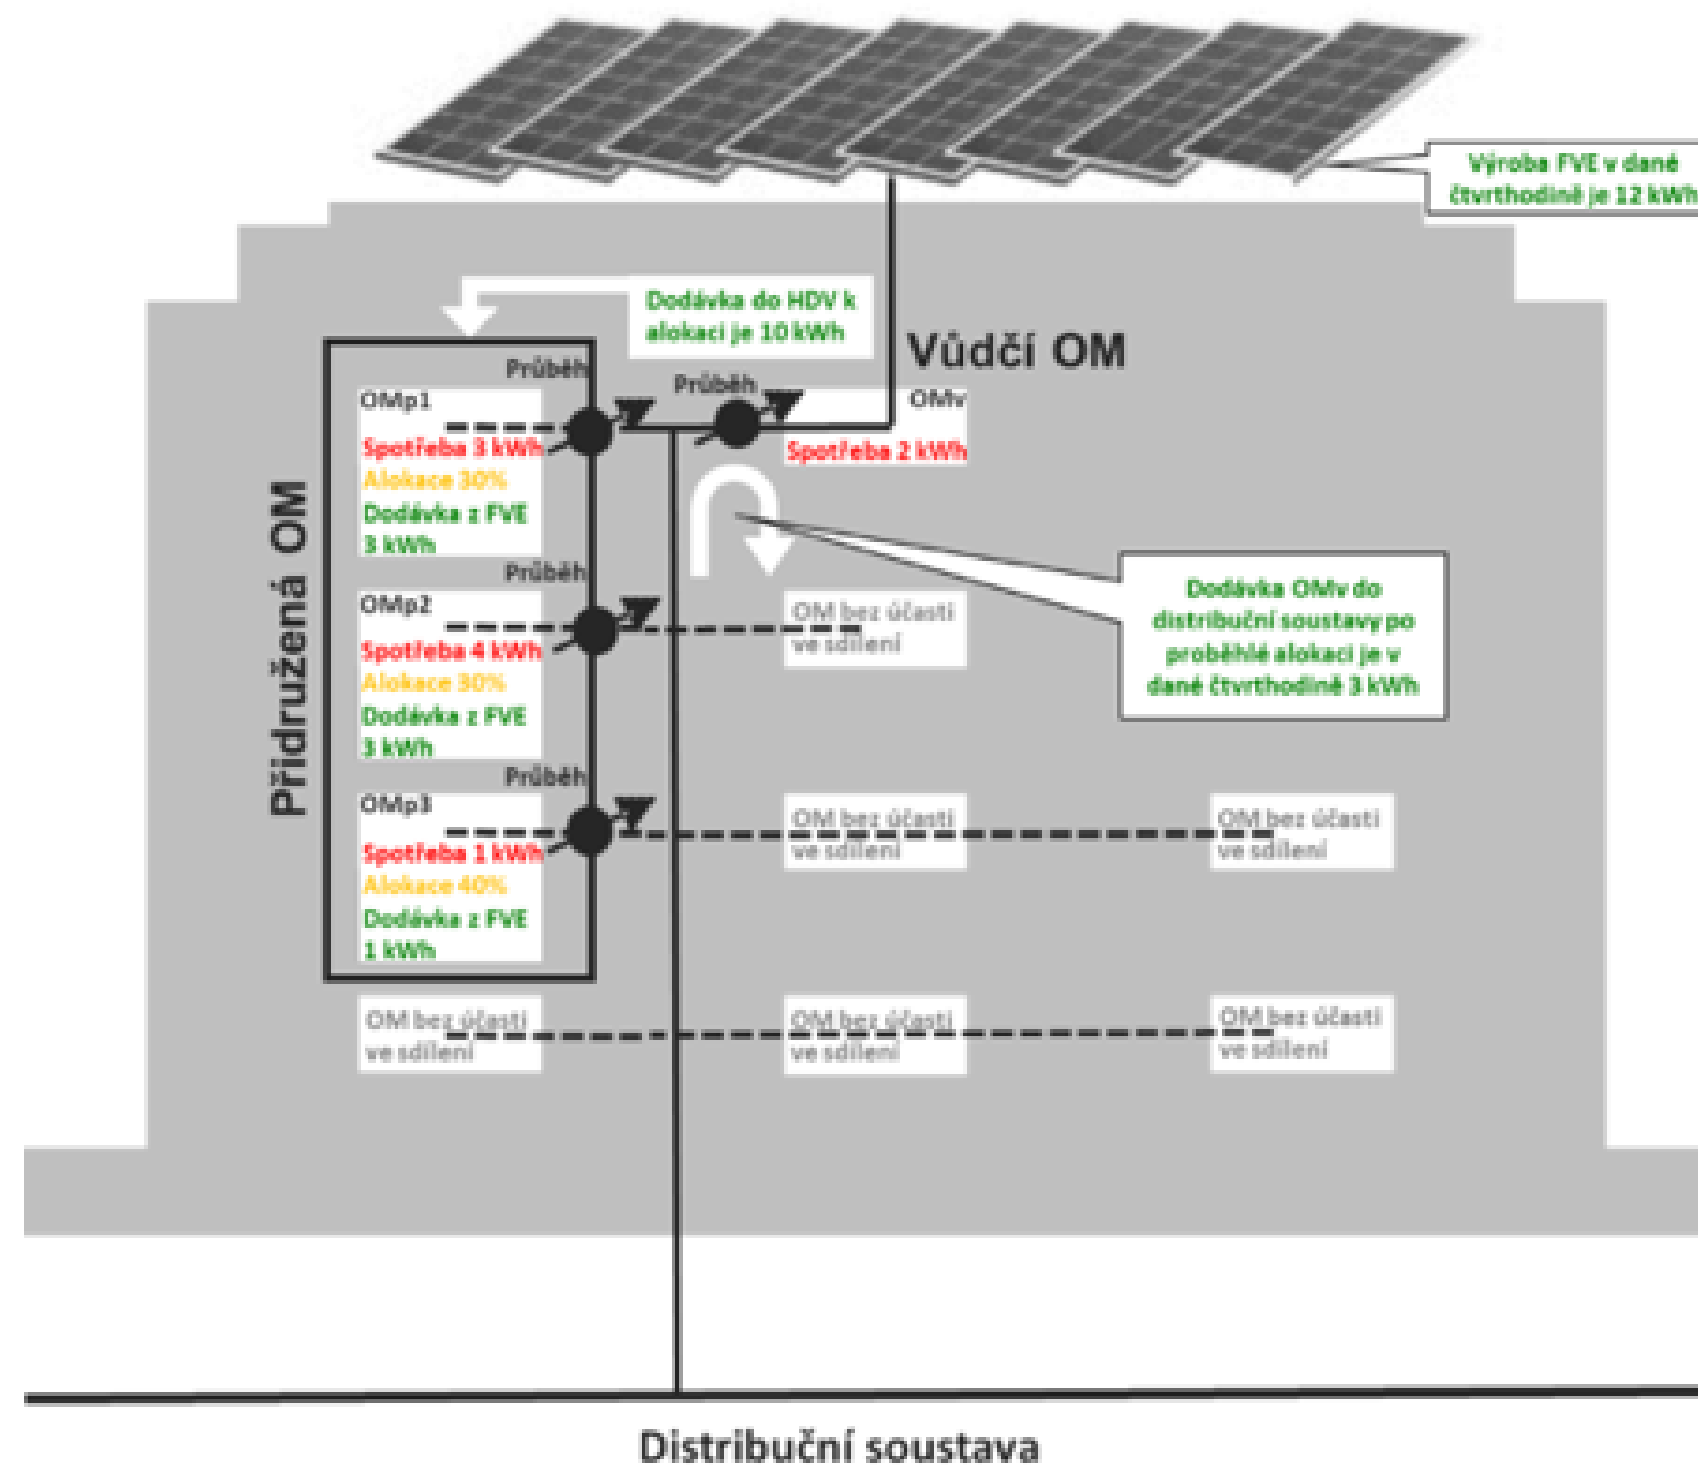 Výroba FVE v dané
čtvrthodině je 12 kWh
Dodávka do HDV k
alokaci je 10 kWh
Vůdčí OM
Průběh
OMv
Spotřeba 2 kWh
Přidružená OM
Průběh
OMp1
Spotřeba 3 kWh
Alokace 30%
Dodávka z FVE
3 kWh
Průběh
OMp2
Spotřeba 4 kWh
Alokace 30%
Dodávka z FVE
3 kWh
Průběh
OMp3
Spotřeba 1 kWh
Alokace 40%
Dodávka z FVE
1 kWh
Dodávka OMv do
distribuční soustavy po
proběhlé alokaci je v
dané čtvrthodině 3 kWh
OM bez účasti
ve sdílení
OM bez účasti
ve sdílení
OM bez účasti
ve sdílení
OM bez účasti
ve sdílení
OM bez účasti
ve sdílení
OM bez účasti
ve sdílení
Distribuční soustava